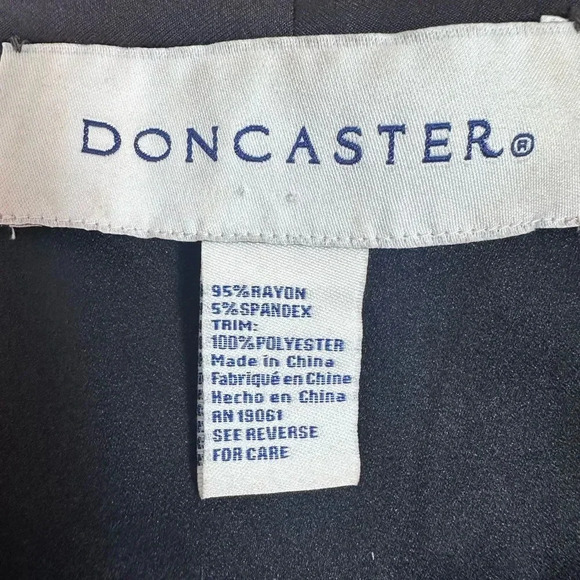 DONCASTER®
95%RAYON
5%SPANDEX
TRIM:
100%POLYESTER
Made in China
Fabriqué en Chine
Hecho en China
RN 19061
SEE REVERSE
FOR CARE